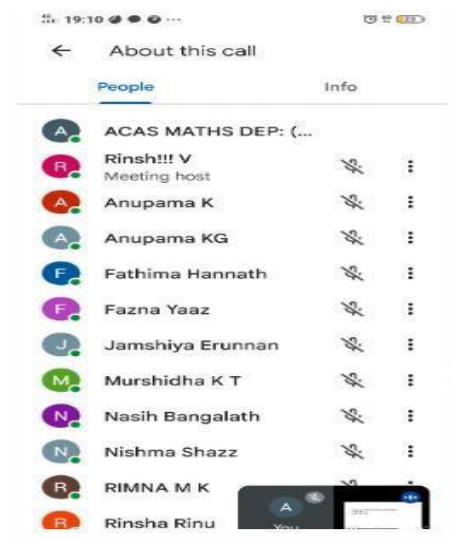 19:10
23
About this call
People
Info
A
ACAS MATHS DEP: (...
R
Rinsh!!! V
Meeting host
A
Anupama K
A
Anupama KG
F
Fathima Hannath
F
Fazna Yaaz
J
Jamshiya Erunnan
M
Murshidha K T
N
Nasih Bangalath
N
Nishma Shazz
R
RIMNA M K
R
Rinsha Rinu
A
You